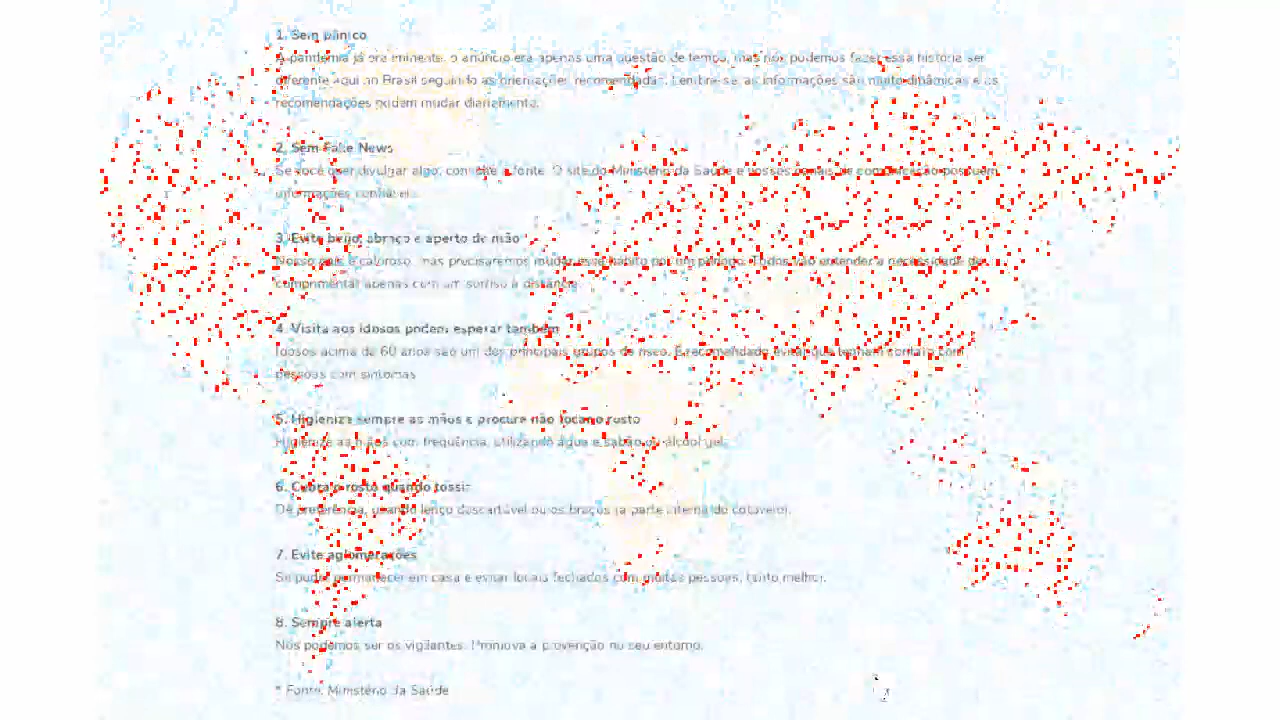 1. Sem pânico
A pandemia já era iminente, o anúncio era apenas uma questão de tempo, mas nós podemos fazer essa história ser
diferente aqui no Brasil seguindo as orientações recomendadas. Lembre-se, as informações são muito dinâmicas e as
recomendações podem mudar diariamente.
2. Sem Fake News
Se você quer divulgar algo, consulte a fonte. O site do Ministério da Saúde e nossos canais de comunicação possuem
informações confiáveis.
3. Evite beijo, abraço e aperto de mão
Nosso país é caloroso, mas precisaremos mudar esse hábito por um período. Todos vão entender a necessidade de
cumprimentar apenas com um sorriso à distância.
4. Visita aos idosos podem esperar também
Idosos acima de 60 anos são um dos principais grupos de risco. É recomendado evitar que tenham contato com
pessoas com sintomas
5. Higienize sempre as mãos e procure não tocar o rosto
Higienize as mãos com frequência, utilizando água e sabão ou álcool gel.
6. Cubra o rosto quando tossir
Dê preferência, usando lenço descartável ou os braços (a parte interna do cotovelo).
7. Evite aglomerações
Se puder permanecer em casa e evitar locais fechados com muitas pessoas, tanto melhor.
8. Sempre alerta
Nós podemos ser os vigilantes. Promova a prevenção no seu entorno.
* Fonte: Ministério da Saúde